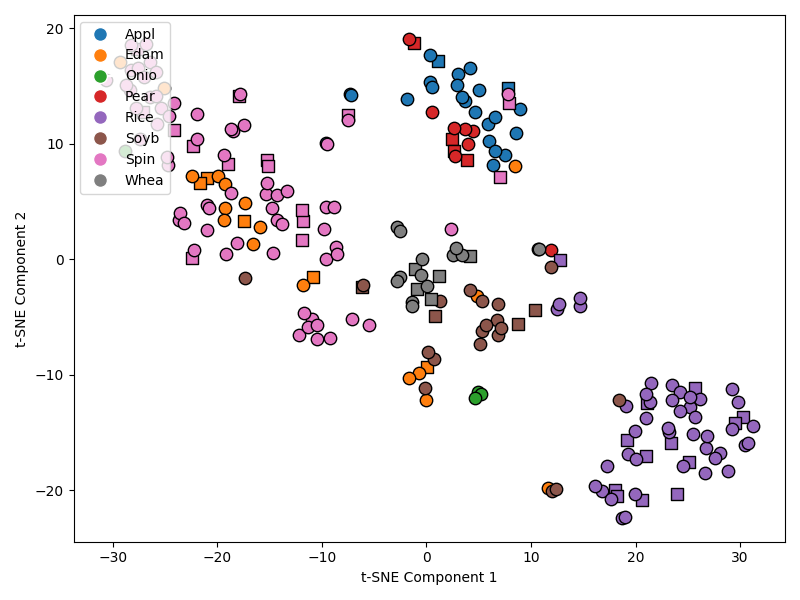 20
10
0
−10
−20
t-SNE Component 2
Appl
Edam
Onio
Pear
Rice
Soyb
Spin
Whea
−30
−20
−10
0
10
20
30
t-SNE Component 1